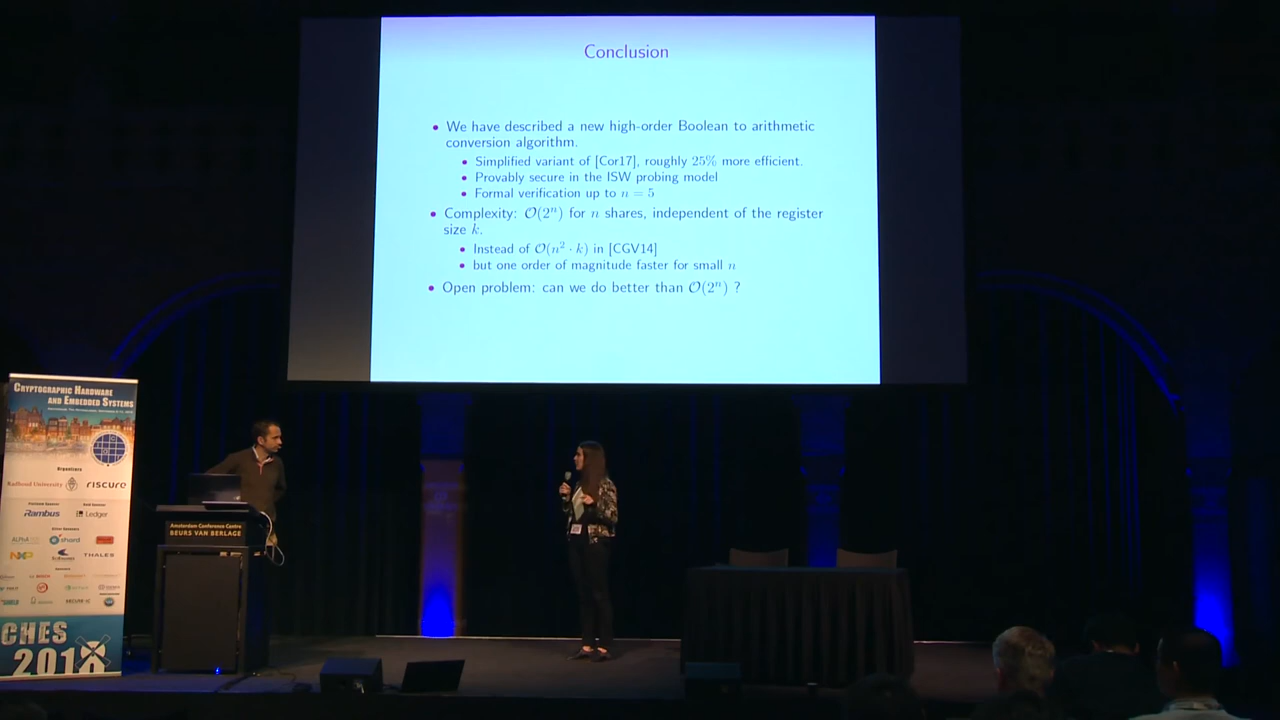 Conclusion
• We have described a new high-order Boolean to arithmetic
conversion algorithm.
• Simplified variant of [Cor17], roughly 25% more efficient.
• Provably secure in the ISW probing model
• Formal verification up to n = 5
• Complexity: O(2ⁿ) for n shares, independent of the register
size k.
• Instead of O(n² · k) in [CGV14]
• but one order of magnitude faster for small n
• Open problem: can we do better than O(2ⁿ) ?
Cryptographic Hardware
and Embedded Systems
Organizers
Radboud University
riscure
Rambus
Ledger
eshard
NXP
THALES
CHES
2018
Amsterdam Conference Centre
BEURS VAN BERLAGE